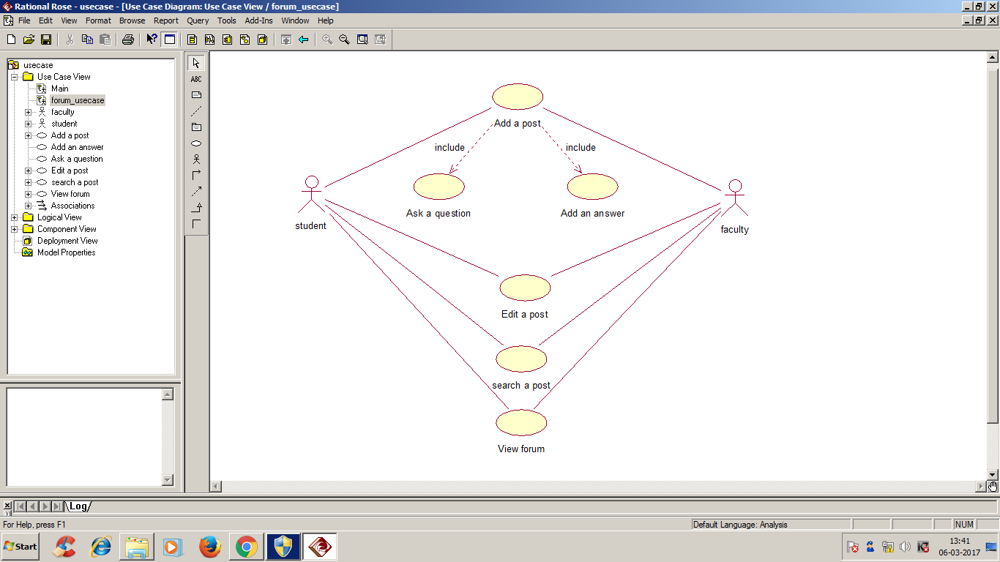 Rational Rose - usecase - [Use Case Diagram: Use Case View / forum_usecase]
File Edit View Format Browse Report Query Tools Add-Ins Window Help
ABC
usecase
Use Case View
Main
forum_usecase
faculty
student
Add a post
Add an answer
Ask a question
Edit a post
search a post
View forum
Associations
Logical View
Component View
Deployment View
Model Properties
Add a post
include include
Ask a question Add an answer
student
faculty
Edit a post
search a post
View forum
Log
For Help, press F1
Default Language: Analysis
NUM
Start
13:41
06-03-2017